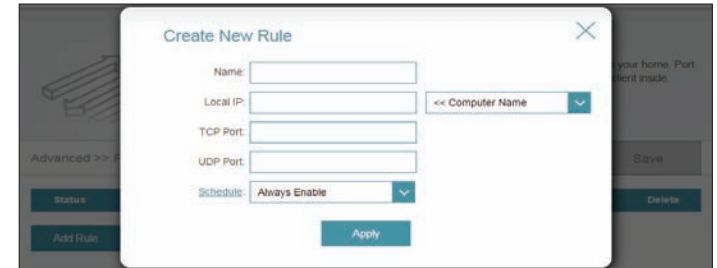 Create New Rule
your home. Port
client inside.
Name:
Local IP:
<< Computer Name
TCP Port:
Advanced >>
Save
UDP Port:
Status
Schedule:
Always Enable
Delete
Add Rule
Apply